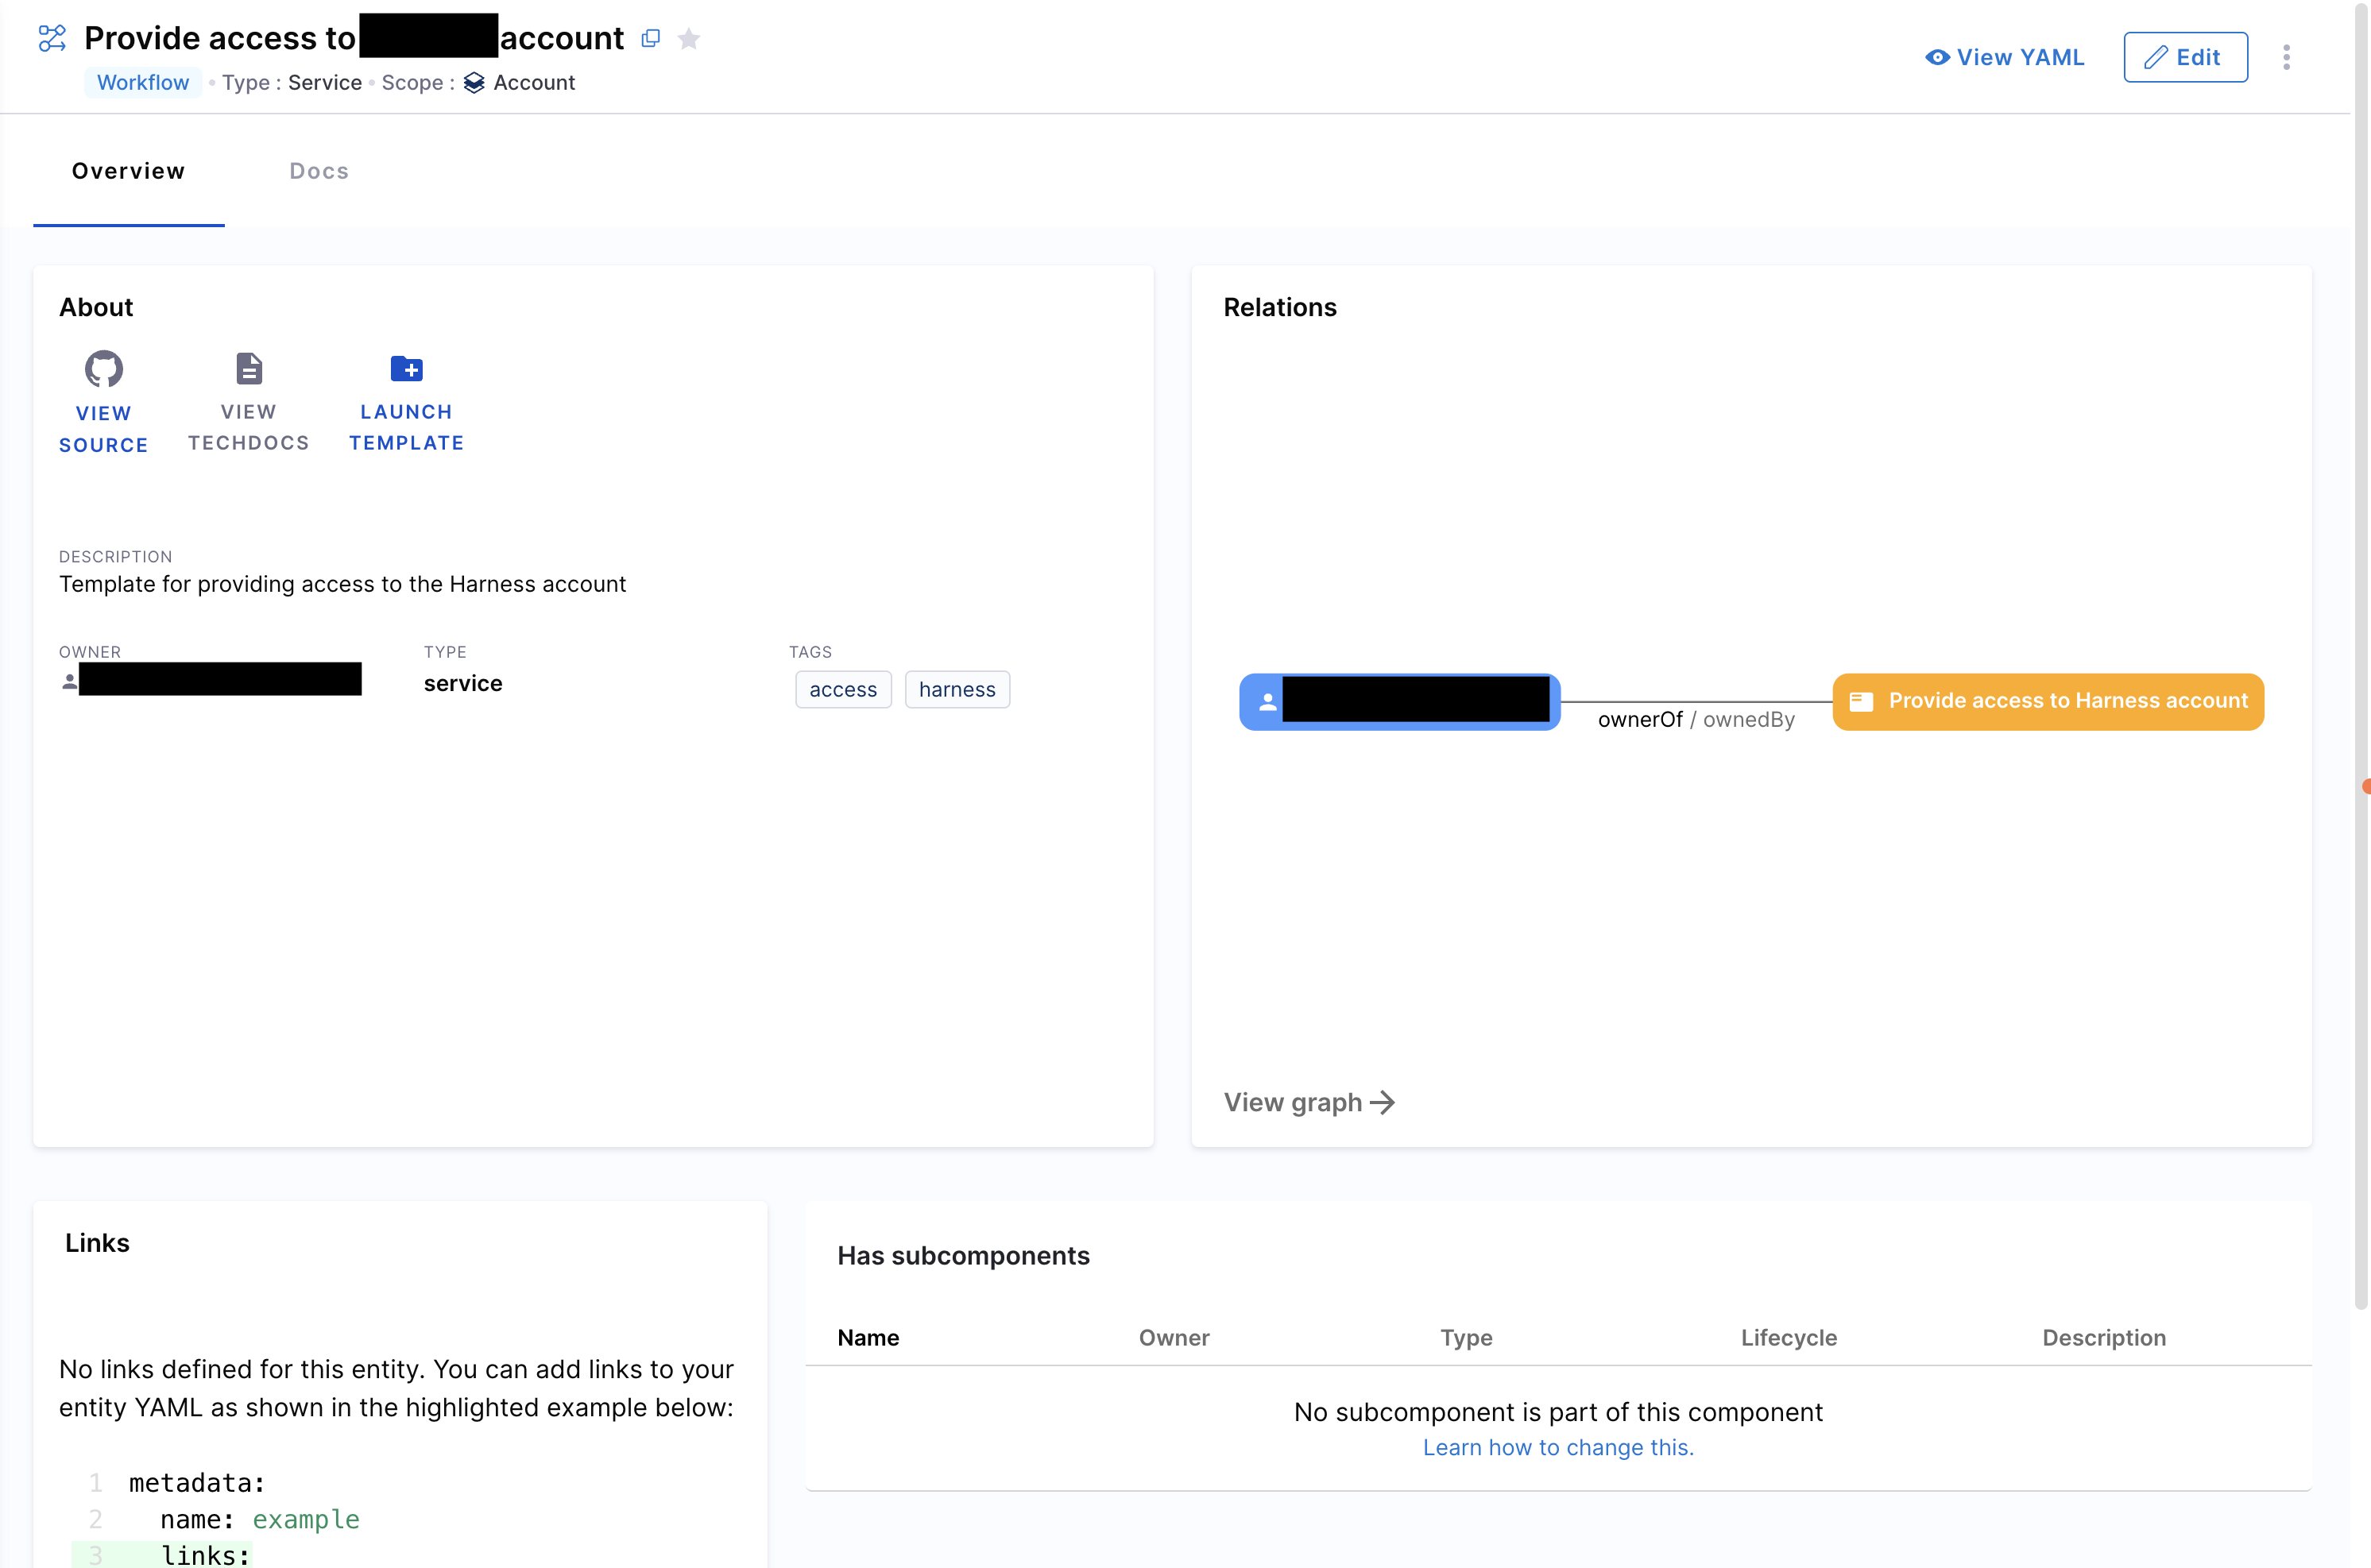 Provide access to account
Workflow • Type : Service • Scope : Account
View YAML
Edit
Overview
Docs
About
VIEW
SOURCE
VIEW
TECHDOCS
LAUNCH
TEMPLATE
DESCRIPTION
Template for providing access to the Harness account
OWNER
TYPE
service
TAGS
access
harness
Relations
ownerOf / ownedBy
Provide access to Harness account
View graph
Links
No links defined for this entity. You can add links to your
entity YAML as shown in the highlighted example below:
1 metadata:
2 name: example
3 links:
Has subcomponents
Name Owner Type Lifecycle Description
No subcomponent is part of this component
Learn how to change this.